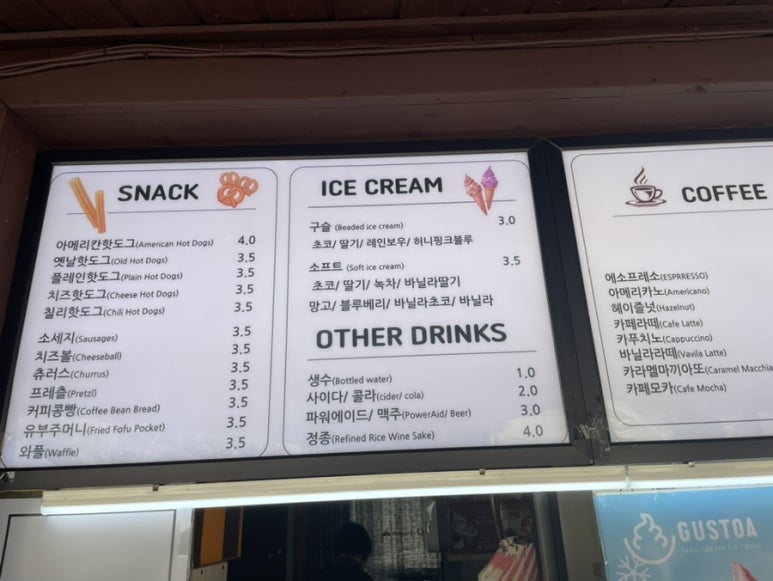 SNACK
아메리칸핫도그(American Hot Dogs) 4.0
옛날핫도그(Old Hot Dogs) 3.5
플레인핫도그(Plain Hot Dogs) 3.5
치즈핫도그(Cheese Hot Dogs) 3.5
칠리핫도그(Chili Hot Dogs) 3.5
소세지(Sausages) 3.5
치즈볼(Cheeseball) 3.5
츄러스(Churrus) 3.5
프레츨(Pretzl) 3.5
커피콩빵(Coffee Bean Bread) 3.5
유부주머니(Fried Fofu Pocket) 3.5
와플(Waffle) 3.5
ICE CREAM
구슬 (Beaded ice cream) 3.0
초코/ 딸기/ 레인보우/ 허니핑크블루
소프트 (Soft ice cream) 3.5
초코/ 딸기/ 녹차/ 바닐라딸기
망고/ 블루베리/ 바닐라초코/ 바닐라
OTHER DRINKS
생수(Bottled water) 1.0
사이다/ 콜라(cider/ cola) 2.0
파워에이드/ 맥주(PowerAid/ Beer) 3.0
정종(Refined Rice Wine Sake) 4.0
COFFEE
에소프레소(ESPRRESSO)
아메리카노(Americano)
헤이즐넛(Hazelnut)
카페라떼(Cafe Latte)
카푸치노(Cappuccino)
바닐라라떼(Vavila Latte)
카라멜마끼아또(Caramel Macchia
카페모카(Cafe Mocha)
GUSTOA